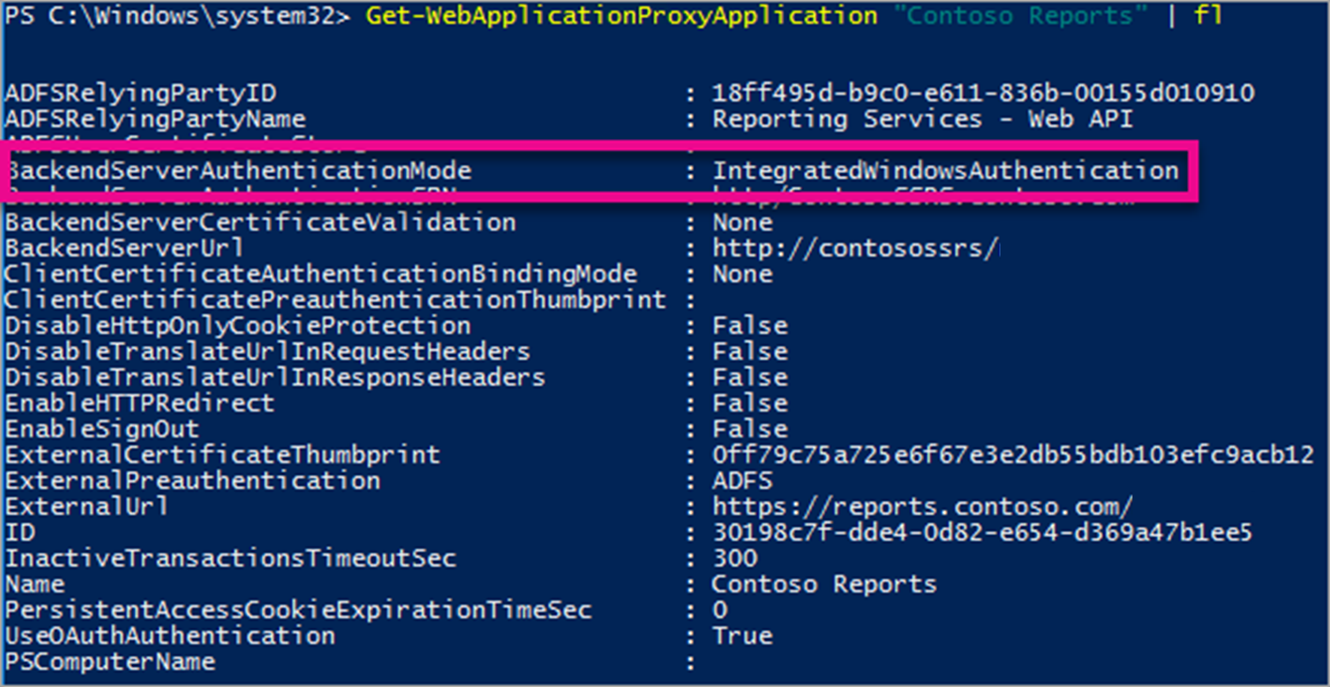 PS C:\Windows\system32> Get-WebApplicationProxyApplication "Contoso Reports" | fl
ADFSRelyingPartyID : 18ff495d-b9c0-e611-836b-00155d010910
ADFSRelyingPartyName : Reporting Services - Web API
BackendServerAuthenticationMode : IntegratedWindowsAuthentication
BackendServerCertificateValidation : None
BackendServerUrl : http://contosossrs/
ClientCertificateAuthenticationBindingMode : None
ClientCertificatePreauthenticationThumbprint :
DisableHttpOnlyCookieProtection : False
DisableTranslateUrlInRequestHeaders : False
DisableTranslateUrlInResponseHeaders : False
EnableHTTPRedirect : False
EnableSignOut : False
ExternalCertificateThumbprint : 0ff79c75a725e6f67e3e2db55bdb103efc9acb12
ExternalPreauthentication : ADFS
ExternalUrl : https://reports.contoso.com/
ID : 30198c7f-dde4-0d82-e654-d369a47b1ee5
InactiveTransactionsTimeoutSec : 300
Name : Contoso Reports
PersistentAccessCookieExpirationTimeSec : 0
UseOAuthAuthentication : True
PSComputerName :